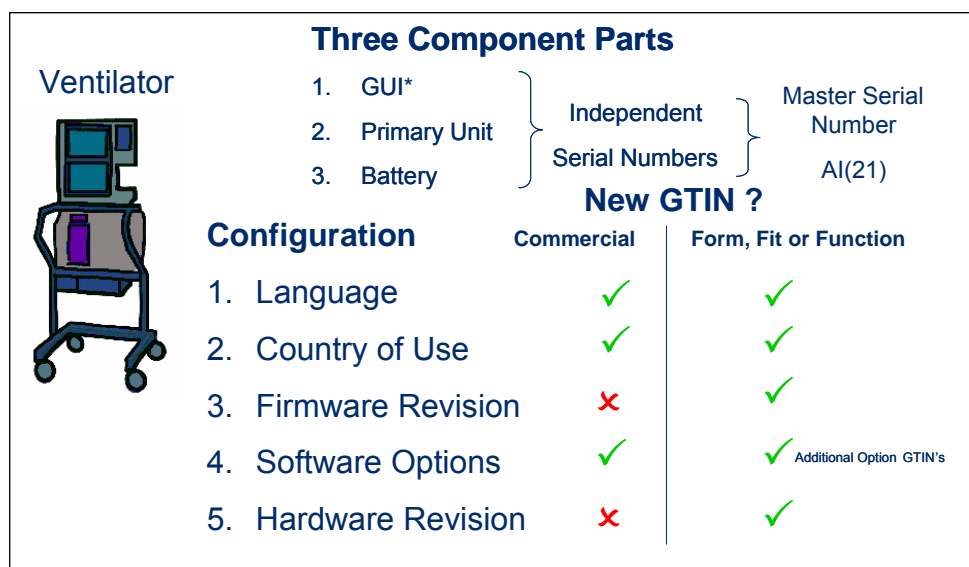 Three Component Parts
Ventilator
1. GUI*
2. Primary Unit
3. Battery
Independent
Serial Numbers
Master Serial
Number
AI(21)
New GTIN ?
Configuration
Commercial
Form, Fit or Function
1. Language ✓ ✓
2. Country of Use ✓ ✓
3. Firmware Revision ✗ ✓
4. Software Options ✓ ✓ Additional Option GTIN's
5. Hardware Revision ✗ ✓